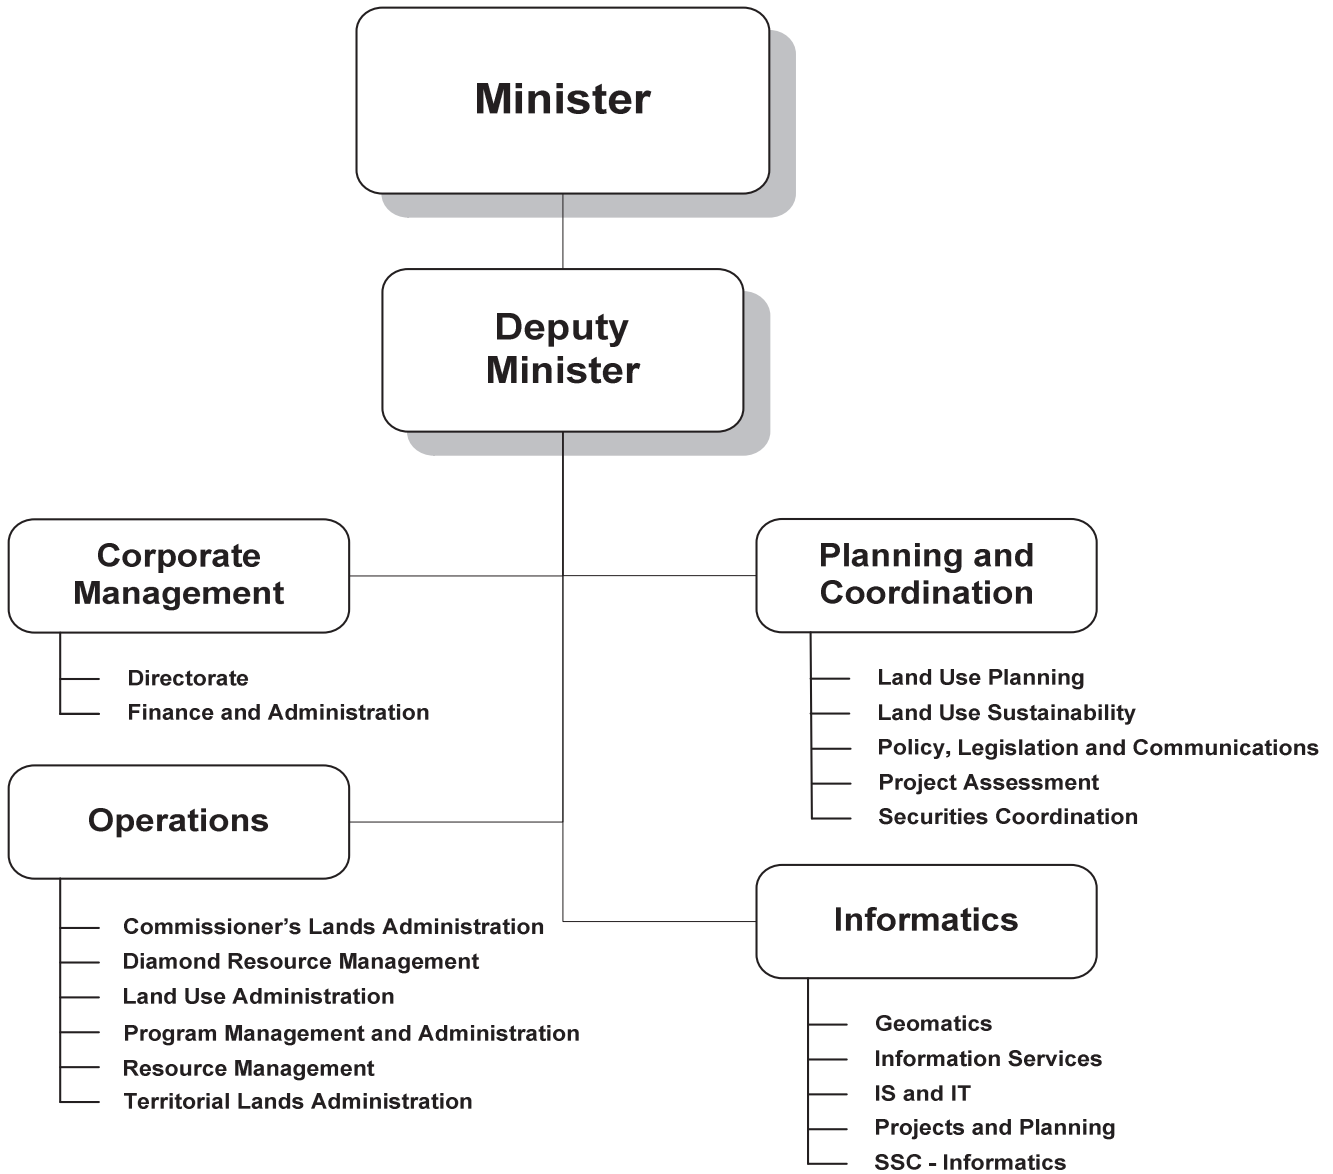 Minister
Deputy
Minister
Corporate
Management
Directorate
Finance and Administration
Operations
Commissioner’s Lands Administration
Diamond Resource Management
Land Use Administration
Program Management and Administration
Resource Management
Territorial Lands Administration
Planning and
Coordination
Land Use Planning
Land Use Sustainability
Policy, Legislation and Communications
Project Assessment
Securities Coordination
Informatics
Geomatics
Information Services
IS and IT
Projects and Planning
SSC - Informatics